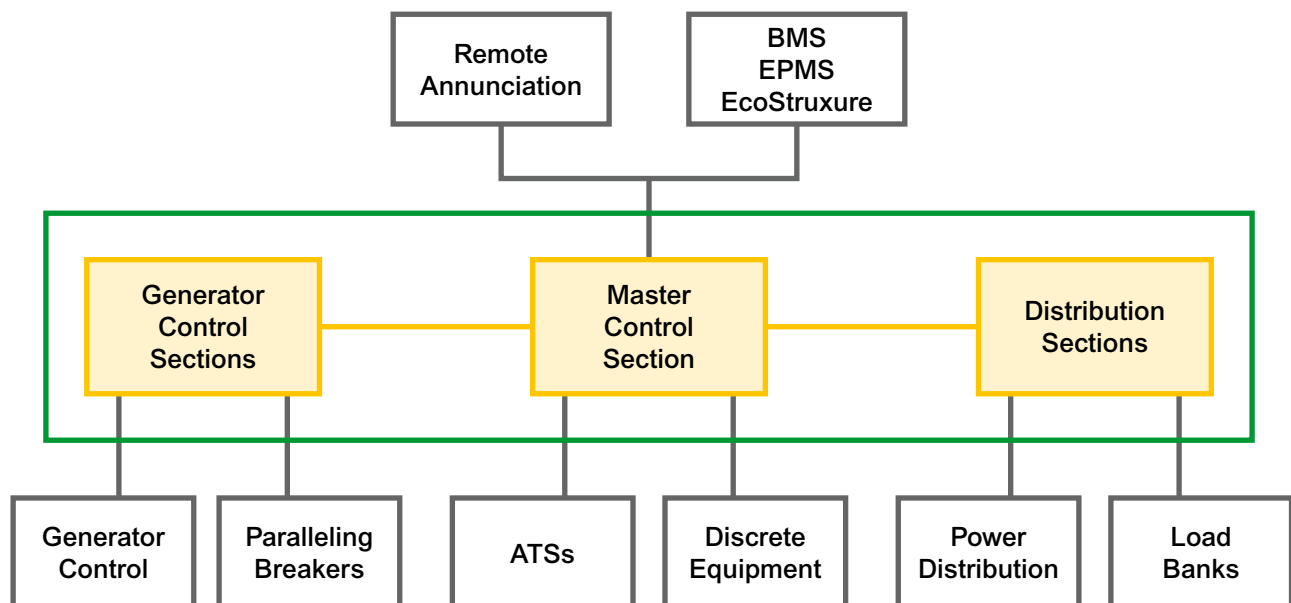 Remote
Annunciation
BMS
EPMS
EcoStruxure
Generator
Control
Sections
Master
Control
Section
Distribution
Sections
Generator
Control
Paralleling
Breakers
ATSs
Discrete
Equipment
Power
Distribution
Load
Banks